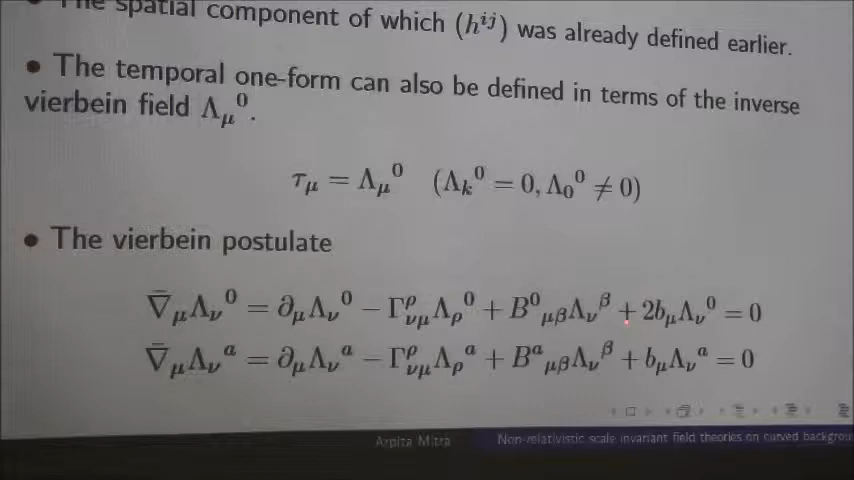 • The spatial component of which (h^{ij}) was already defined earlier.
• The temporal one-form can also be defined in terms of the inverse
vierbein field Λ_μ^0.
τ_μ = Λ_μ^0 (Λ_k^0 = 0, Λ_0^0 ≠ 0)
• The vierbein postulate
∇̄_μΛ_ν^0 = ∂_μΛ_ν^0 − Γ^ρ_{νμ}Λ_ρ^0 + B^0_{μβ}Λ_ν^β + 2b_μΛ_ν^0 = 0
∇̄_μΛ_ν^a = ∂_μΛ_ν^a − Γ^ρ_{νμ}Λ_ρ^a + B^a_{μβ}Λ_ν^β + b_μΛ_ν^a = 0
Arpita Mitra Non-relativistic scale invariant field theories on curved backgrou